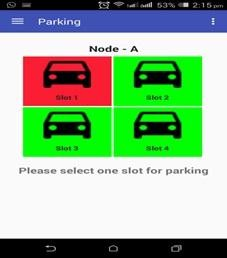 53% 2:15 pm
Parking
Node - A
Slot 1 Slot 2
Slot 3 Slot 4
Please select one slot for parking